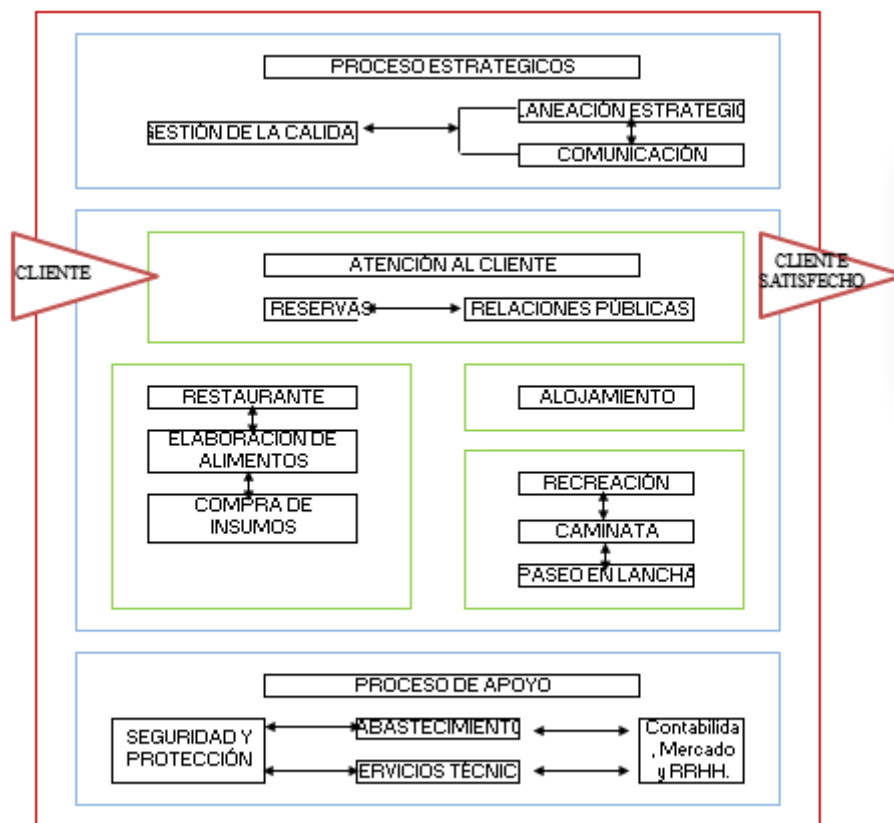 PROCESO ESTRATEGICOS
LANEACIÓN ESTRATEGIC
GESTIÓN DE LA CALIDA
COMUNICACIÓN
CLIENTE
ATENCIÓN AL CLIENTE
CLIENTE
SATISFECHO
RESERVAS
RELACIONES PÚBLICAS
RESTAURANTE
ALOJAMIENTO
ELABORACION DE
ALIMENTOS
COMPRA DE
INSUMOS
RECREACIÓN
CAMINATA
PASEO EN LANCHA
PROCESO DE APOYO
SEGURIDAD Y
PROTECCIÓN
ABASTECIMIENTO
ERVICIOS TÉCNIC
Contabilida
, Mercado
y RRHH.